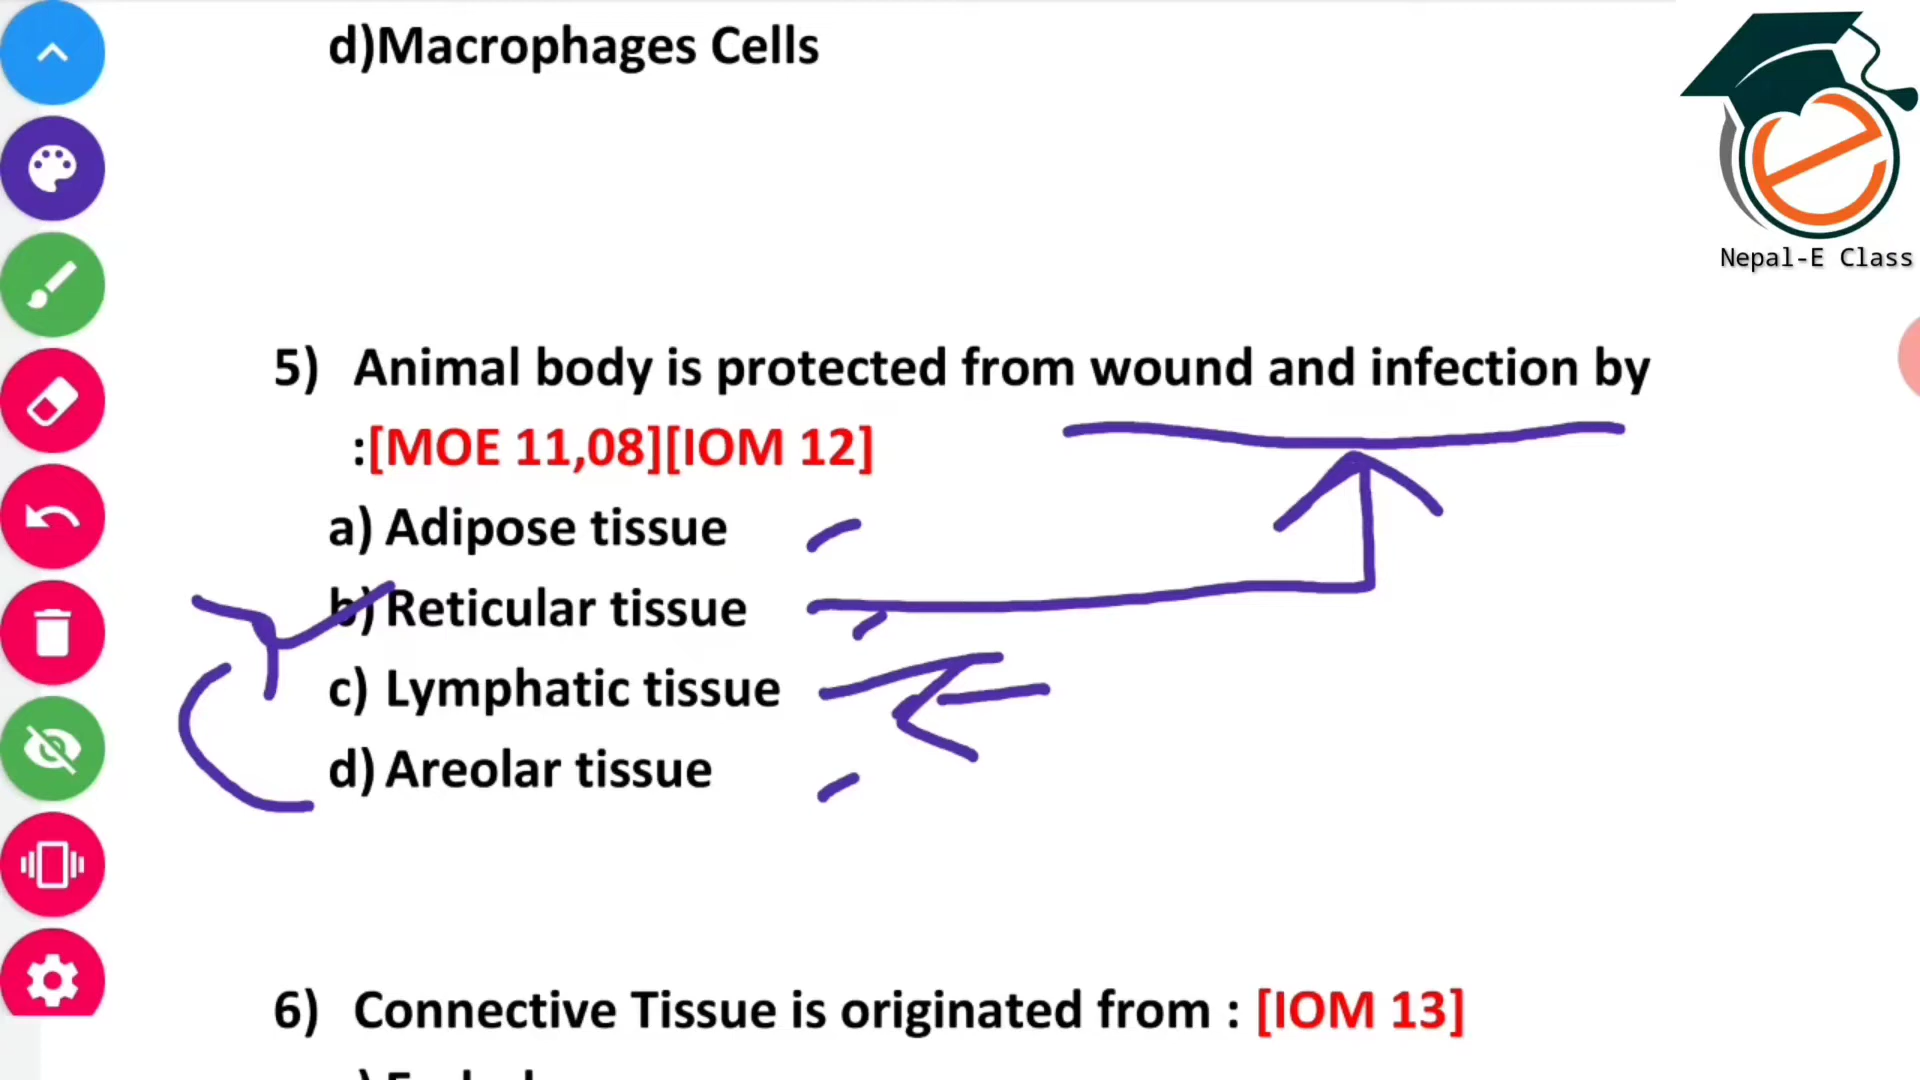 d)Macrophages Cells
Nepal-E Class
5) Animal body is protected from wound and infection by
:[MOE 11,08][IOM 12]
a) Adipose tissue
b) Reticular tissue
c) Lymphatic tissue
d) Areolar tissue
6) Connective Tissue is originated from : [IOM 13]